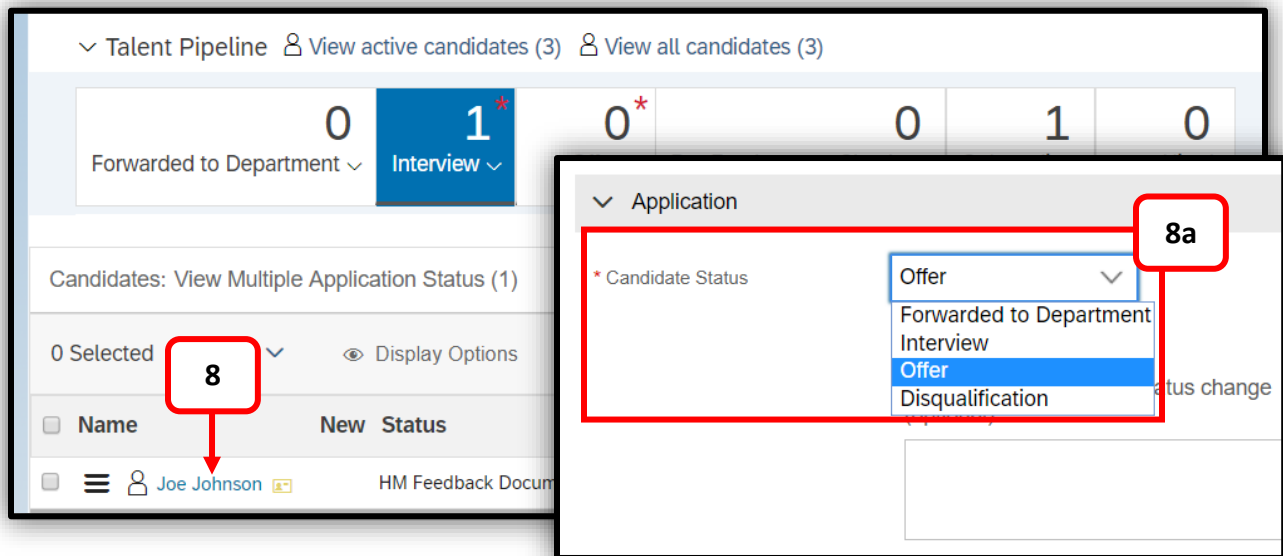 Talent Pipeline View active candidates (3) View all candidates (3)
0 1* 0* 0 1 0
Forwarded to Department Interview
Candidates: View Multiple Application Status (1)
0 Selected Display Options
8
Name New Status
Joe Johnson HM Feedback Docum
Application
8a
* Candidate Status Offer
Forwarded to Department
Interview
Offer
Disqualification
atus change